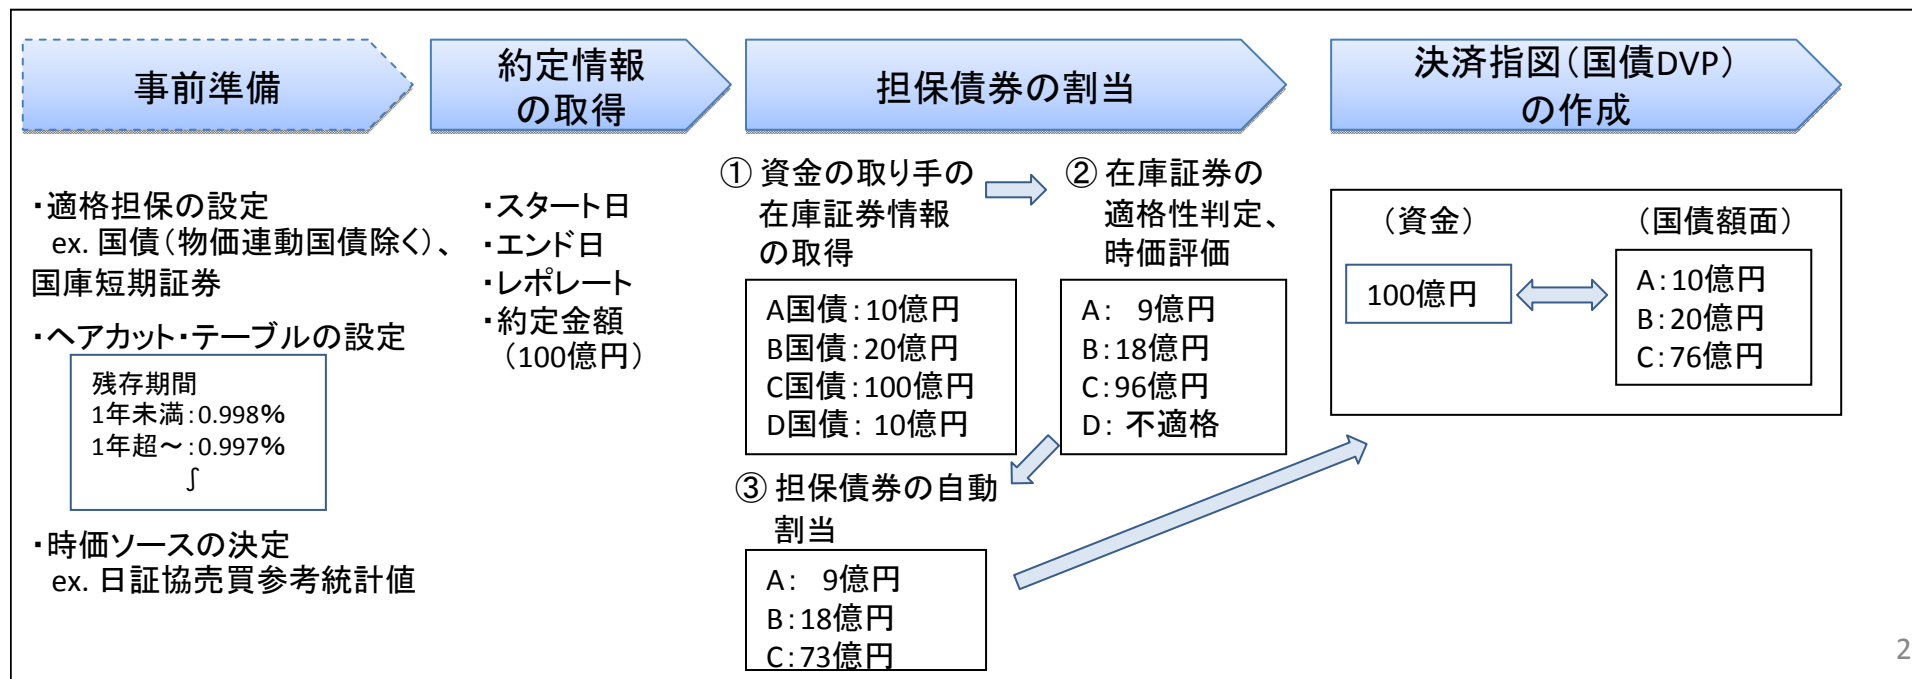 事前準備
約定情報
の取得
担保債券の割当
決済指図（国債DVP）
の作成
・適格担保の設定
ex. 国債（物価連動国債除く）、
国庫短期証券
・ヘアカット・テーブルの設定
残存期間
1年未満：0.998%
1年超～：0.997%
∫
・時価ソースの決定
ex. 日証協売買参考統計値
・スタート日
・エンド日
・レポレート
・約定金額
（100億円）
① 資金の取り手の
在庫証券情報
の取得
A国債：10億円
B国債：20億円
C国債：100億円
D国債： 10億円
② 在庫証券の
適格性判定、
時価評価
A： 9億円
B：18億円
C：96億円
D： 不適格
③ 担保債券の自動
割当
A： 9億円
B：18億円
C：73億円
（資金）
100億円
（国債額面）
A：10億円
B：20億円
C：76億円
2